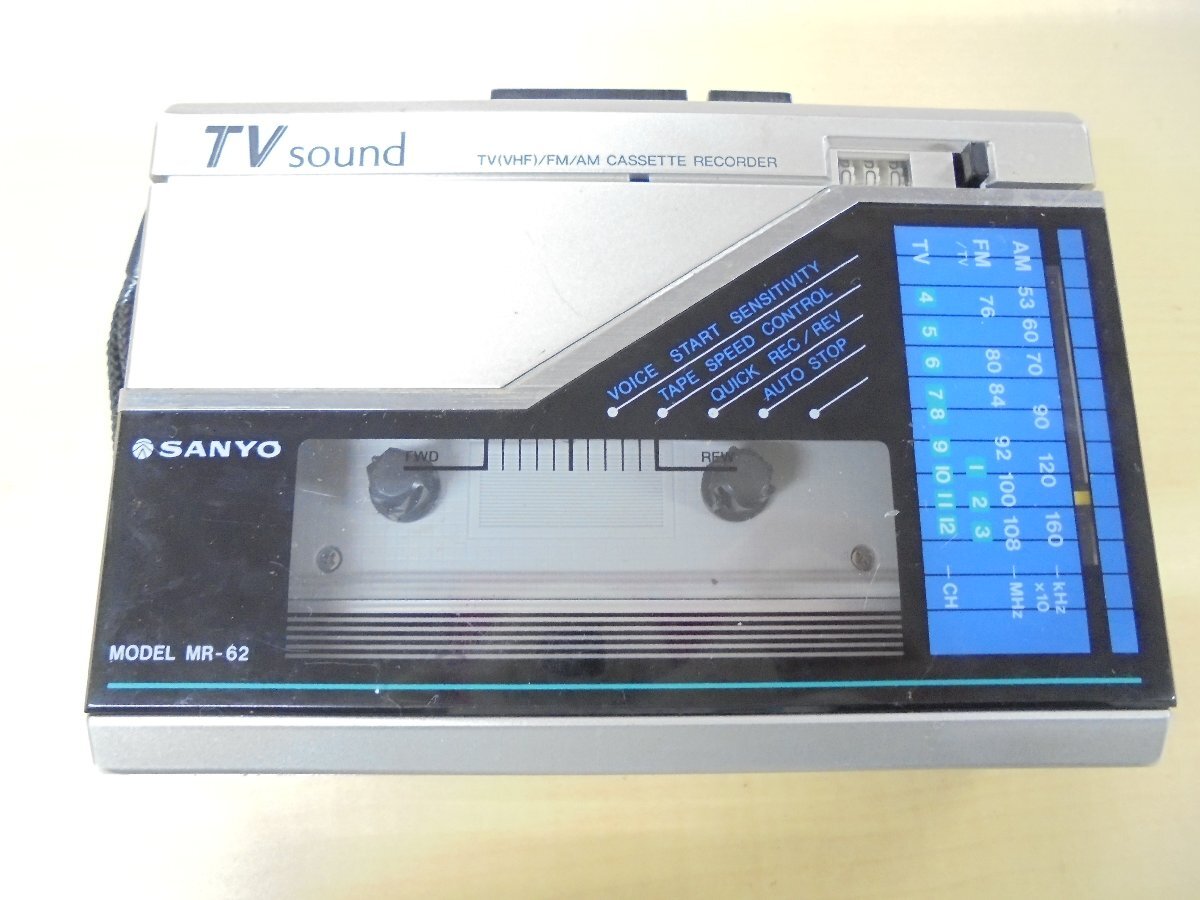 TV sound
TV(VHF)/FM/AM CASSETTE RECORDER
VOICE START SENSITIVITY
TAPE SPEED CONTROL
QUICK REC/REV
AUTO STOP
AM 53 60 70 90 120 160 —kHz x10
FM/TV 76 80 84 92 100 108 —MHz
1 2 3
TV 4 5 6 7 8 9 10 11 12 —CH
SANYO
FWD REW
MODEL MR-62